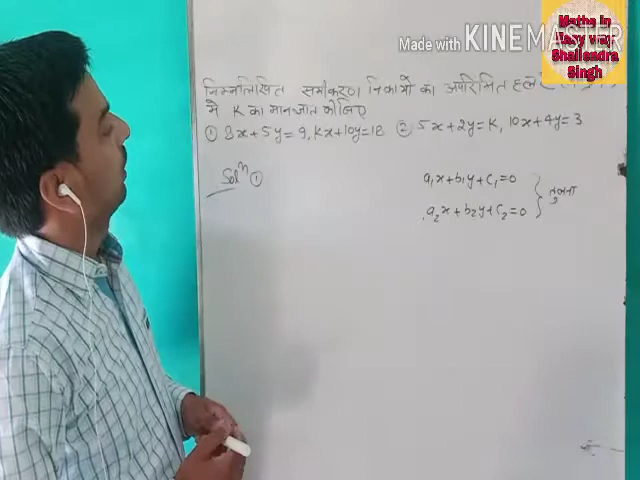 Made with KINEMASTER
Maths in
Easy way
Shailendra
Singh
निम्नलिखित समीकरण निकायों का अपरिमित हल
मे K का मान ज्ञात कीजिए
① 8x+5y=9, Kx+10y=18 ② 5x+2y=K, 10x+4y=3
Solⁿ ①
a₁x+b₁y+c₁=0
a₂x+b₂y+c₂=0
तुलना